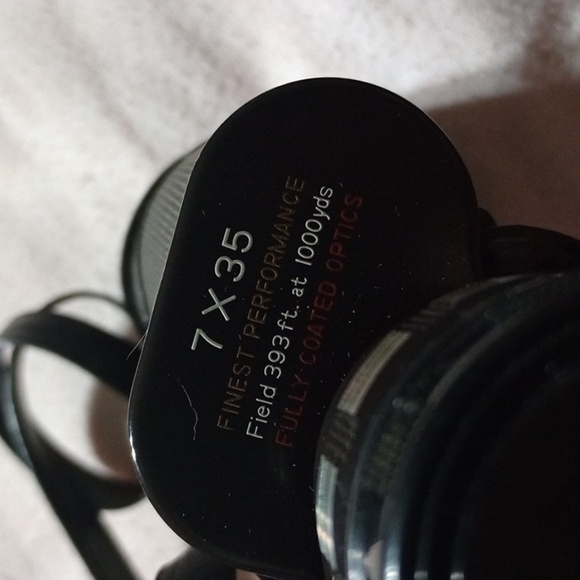 7 X 35
FINEST PERFORMANCE
Field 393 ft. at 1000yds
FULLY COATED OPTICS